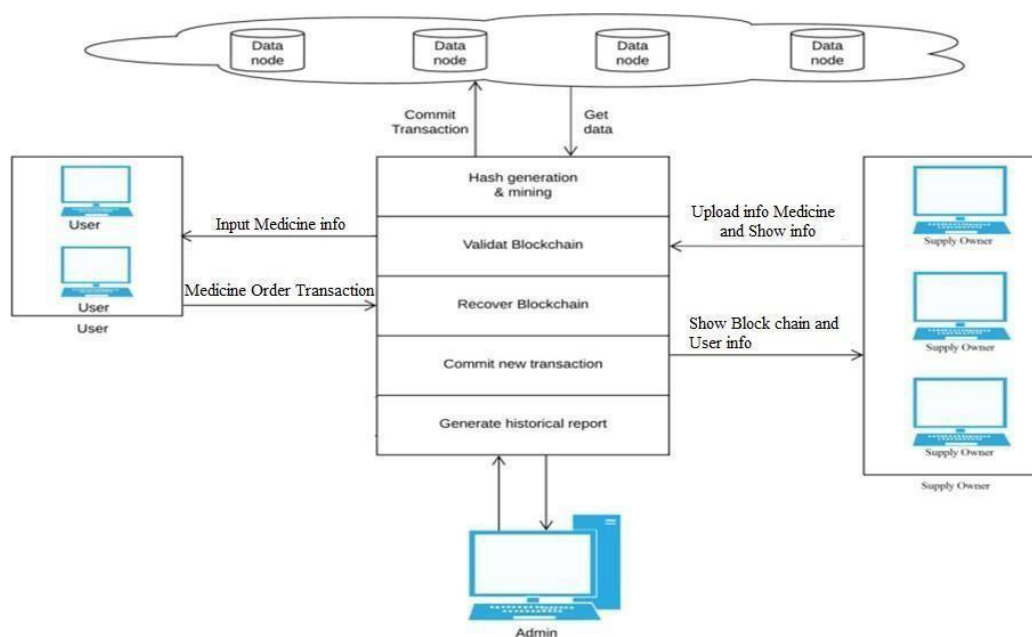 Data
node
Data
node
Data
node
Data
node
Commit
Transaction
Get
data
Hash generation
& mining
Validat Blockchain
Recover Blockchain
Commit new transaction
Generate historical report
Input Medicine info
Medicine Order Transaction
User
User
User
Upload info Medicine
and Show info
Show Block chain and
User info
Supply Owner
Supply Owner
Supply Owner
Supply Owner
Admin